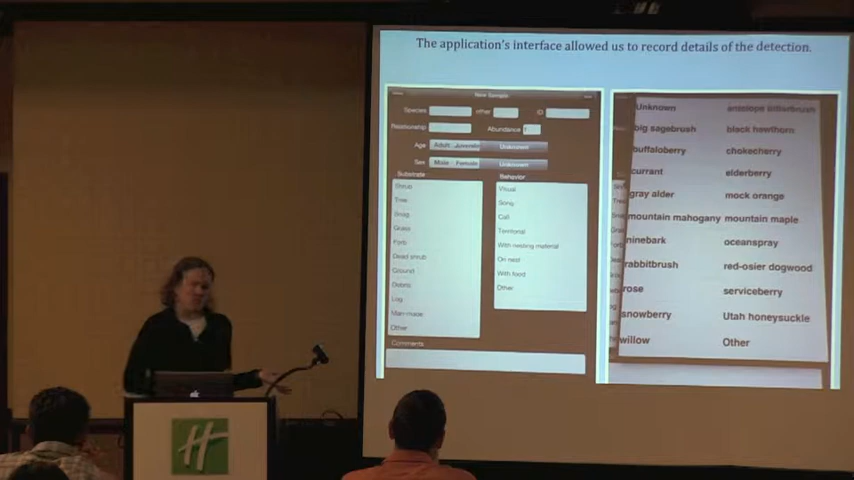 The application's interface allowed us to record details of the detection.
New Sample
Species other ID
Relationship Abundance
Age Adult Juvenile Unknown
Sex Male Female Unknown
Substrate
Shrub
Tree
Snag
Grass
Forb
Dead shrub
Ground
Debris
Log
Man-made
Other
Behavior
Visual
Song
Call
Territorial
With nesting material
On nest
With food
Other
Comments
Unknown antelope bitterbrush
big sagebrush black hawthorn
buffaloberry chokecherry
currant elderberry
gray alder mock orange
mountain mahogany mountain maple
ninebark oceanspray
rabbitbrush red-osier dogwood
rose serviceberry
snowberry Utah honeysuckle
willow Other
H